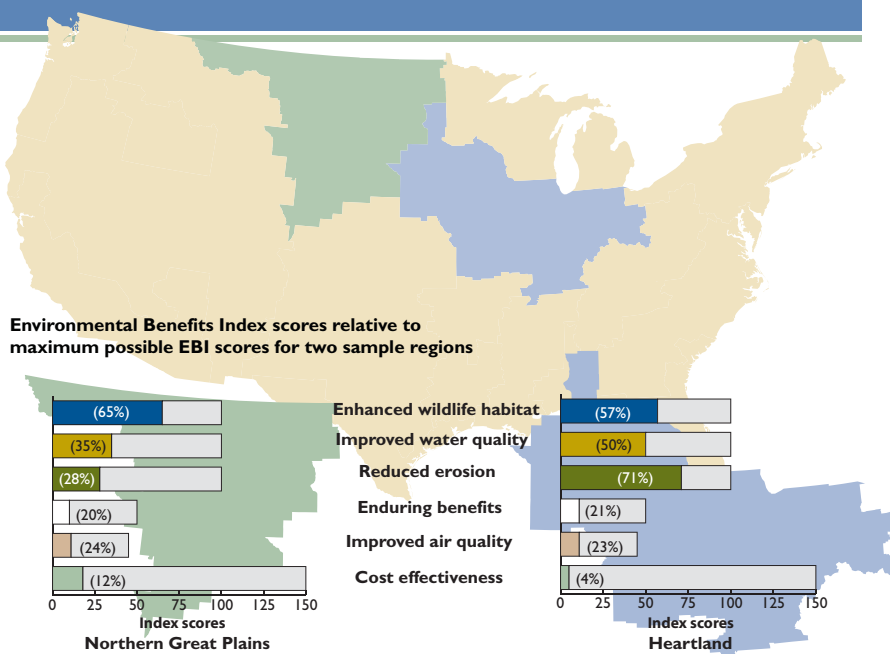 Environmental Benefits Index scores relative to
maximum possible EBI scores for two sample regions
(65%)
Enhanced wildlife habitat
(57%)
(35%)
Improved water quality
(50%)
(28%)
Reduced erosion
(71%)
(20%)
Enduring benefits
(21%)
(24%)
Improved air quality
(23%)
(12%)
Cost effectiveness
(4%)
0 25 50 75 100 125 150
Index scores
Northern Great Plains
0 25 50 75 100 125 150
Index scores
Heartland